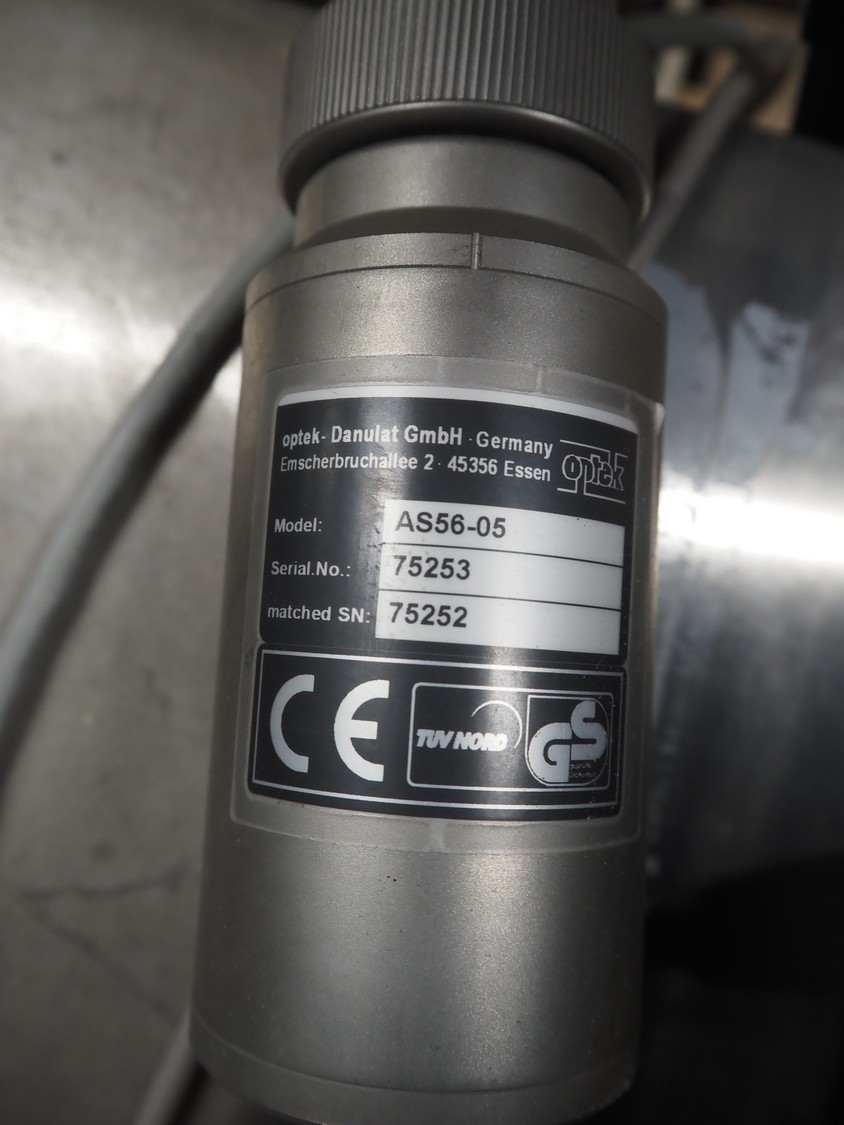 optek- Danulat GmbH · Germany
Emscherbruchallee 2 · 45356 Essen
optek
Model: AS56-05
Serial.No.: 75253
matched SN: 75252
CE TÜV NORD GS